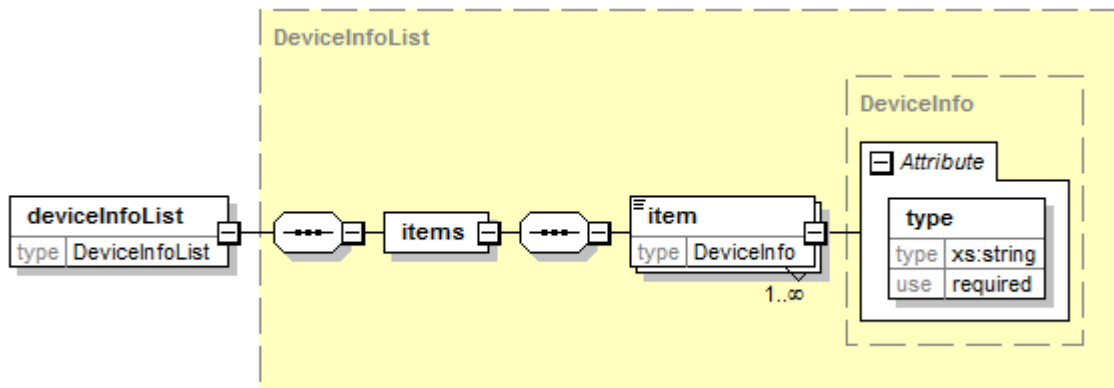 DeviceInfoList
DeviceInfo
Attribute
deviceInfoList
type DeviceInfoList
items
item
type DeviceInfo
1..∞
type
type xs:string
use required